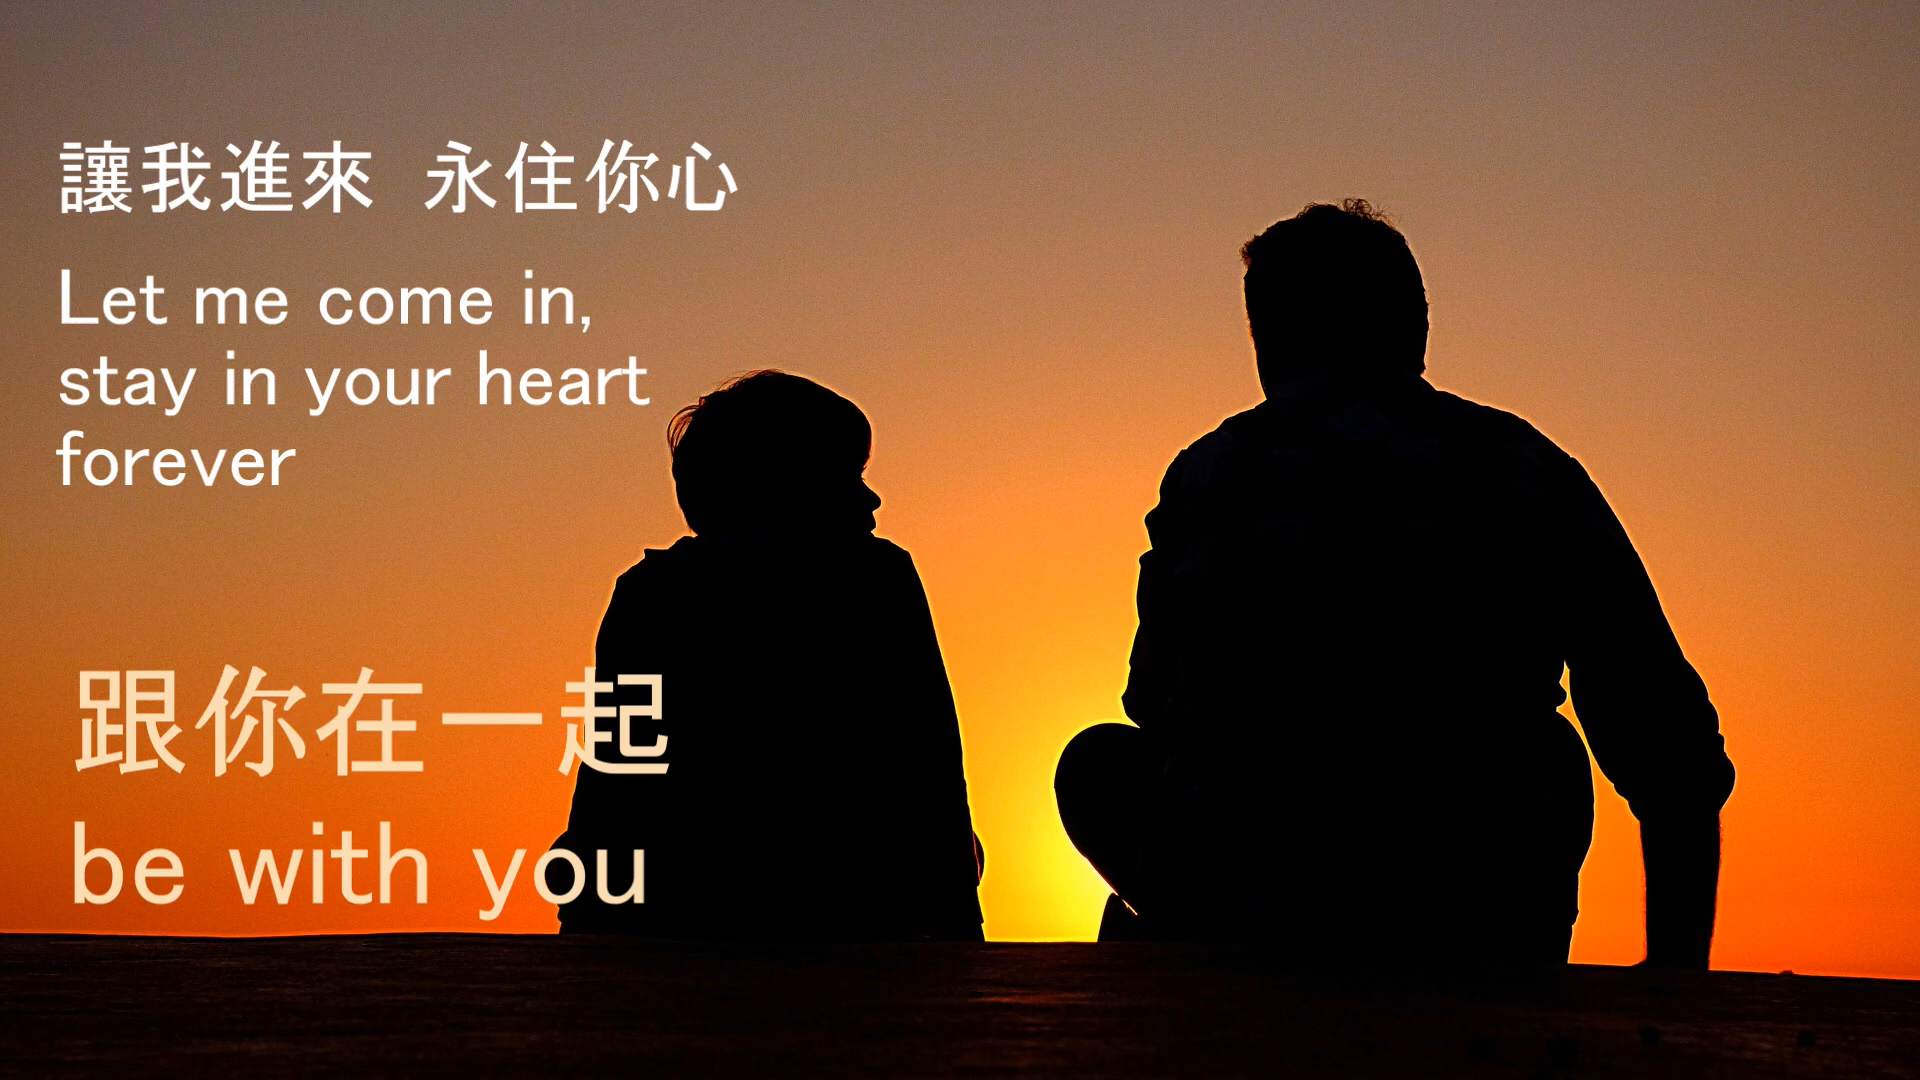 讓我進來 永住你心
Let me come in,
stay in your heart
forever
跟你在一起
be with you